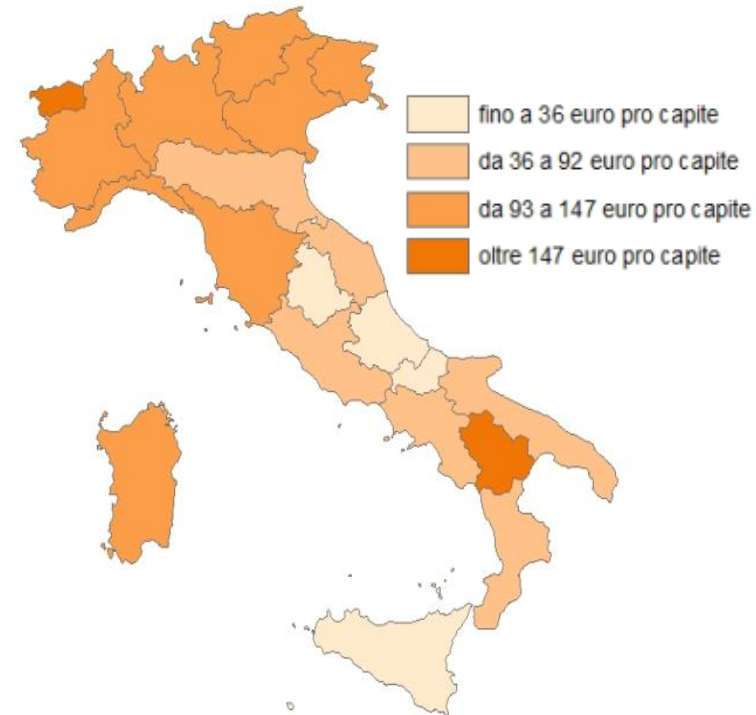 fino a 36 euro pro capite
da 36 a 92 euro pro capite
da 93 a 147 euro pro capite
oltre 147 euro pro capite